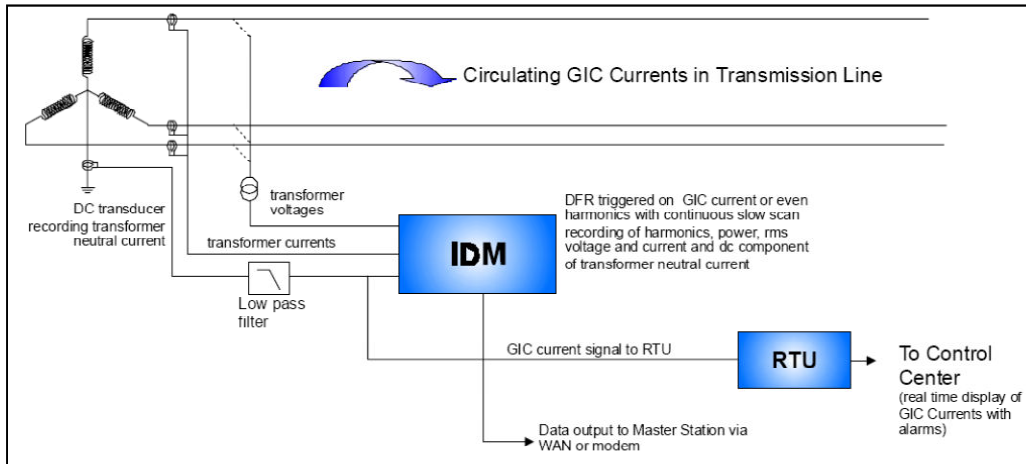 Circulating GIC Currents in Transmission Line
DC transducer
recording transformer
neutral current
transformer
voltages
transformer currents
Low pass
filter
IDM
DFR triggered on GIC current or even
harmonics with continuous slow scan
recording of harmonics, power, rms
voltage and current and dc component
of transformer neutral current
GIC current signal to RTU
RTU
To Control
Center
(real time display of
GIC Currents with
alarms)
Data output to Master Station via
WAN or modem